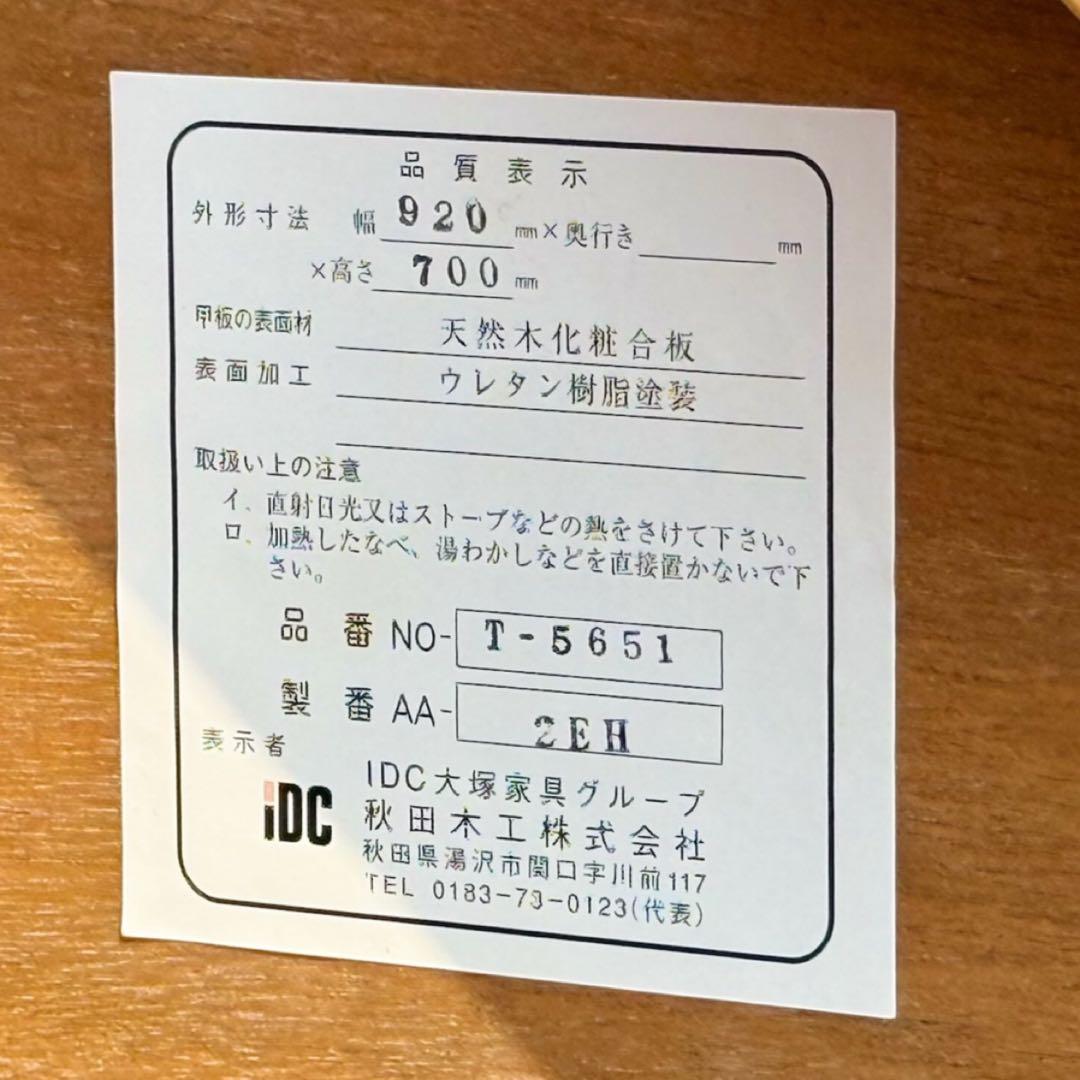 品質表示
外形寸法 幅 920 mm×奥行き mm
×高さ 700 mm
甲板の表面材 天然木化粧合板
表面加工 ウレタン樹脂塗装
取扱い上の注意
イ、直射日光又はストーブなどの熱をさけて下さい。
ロ、加熱したなべ、湯わかしなどを直接置かないで下
さい。
品番 NO- T-5651
製番 AA- 2EH
表示者
iDC
IDC大塚家具グループ
秋田木工株式会社
秋田県湯沢市関口字川前117
TEL 0183-73-0123(代表)